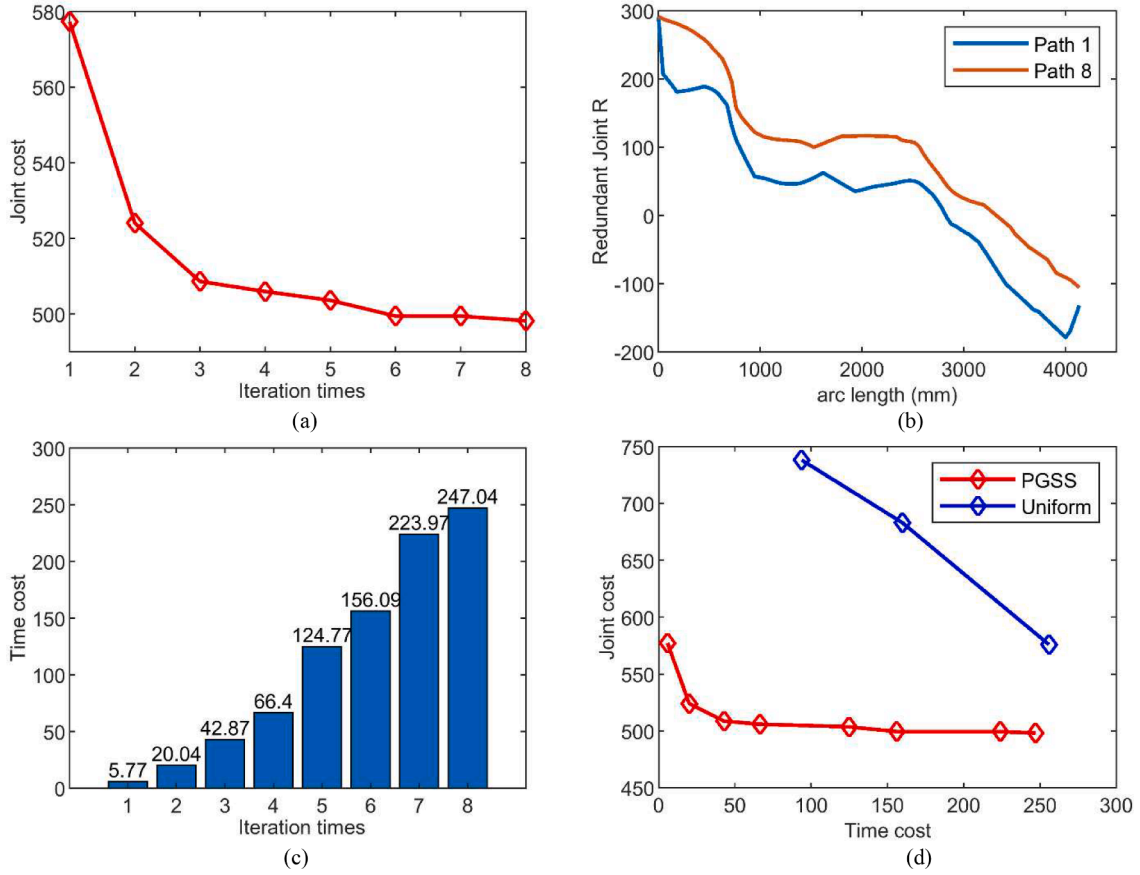 580
560
540
520
500
Joint cost
1 2 3 4 5 6 7 8
Iteration times
(a)
300
200
100
0
-100
-200
Redundant Joint R
Path 1
Path 8
0 1000 2000 3000 4000
arc length (mm)
(b)
300
250
200
150
100
50
0
Time cost
5.77
20.04
42.87
66.4
124.77
156.09
223.97
247.04
1 2 3 4 5 6 7 8
Iteration times
(c)
750
700
650
600
550
500
450
Joint cost
PGSS
Uniform
0 50 100 150 200 250 300
Time cost
(d)